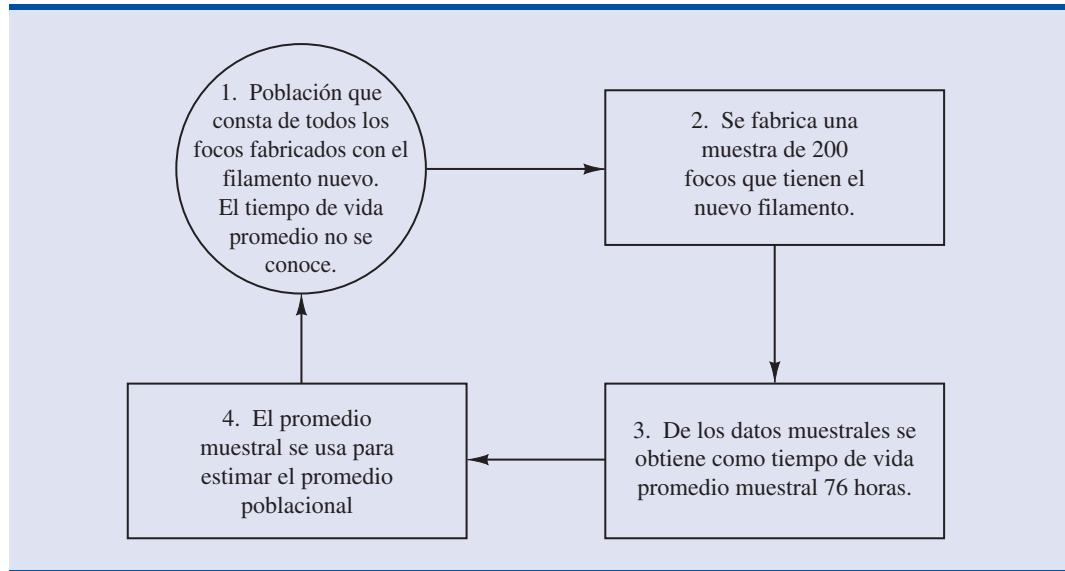 1. Población que
consta de todos los
focos fabricados con el
filamento nuevo.
El tiempo de vida
promedio no se
conoce.
2. Se fabrica una
muestra de 200
focos que tienen el
nuevo filamento.
3. De los datos muestrales se
obtiene como tiempo de vida
promedio muestral 76 horas.
4. El promedio
muestral se usa para
estimar el promedio
poblacional